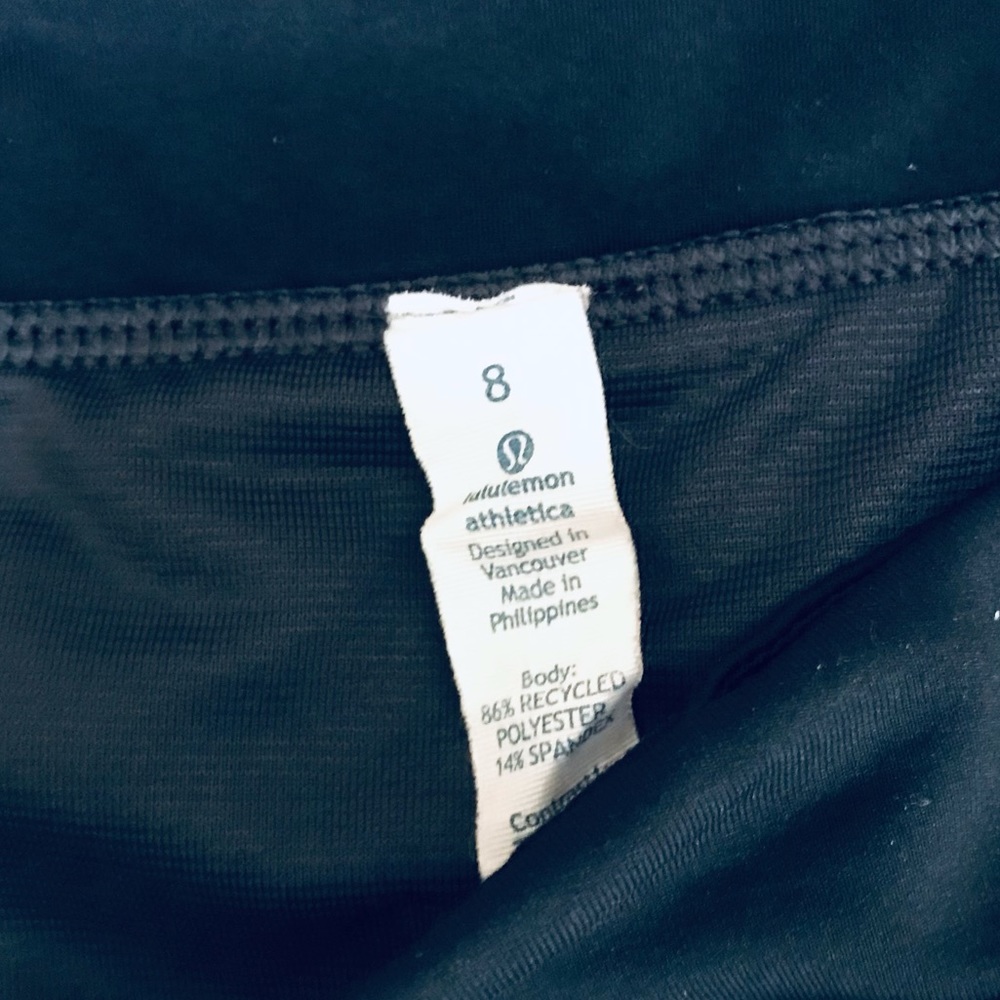 8
lululemon
athletica
Designed in
Vancouver
Made in
Philippines
Body:
86% RECYCLED
POLYESTER
14% SPANDEX